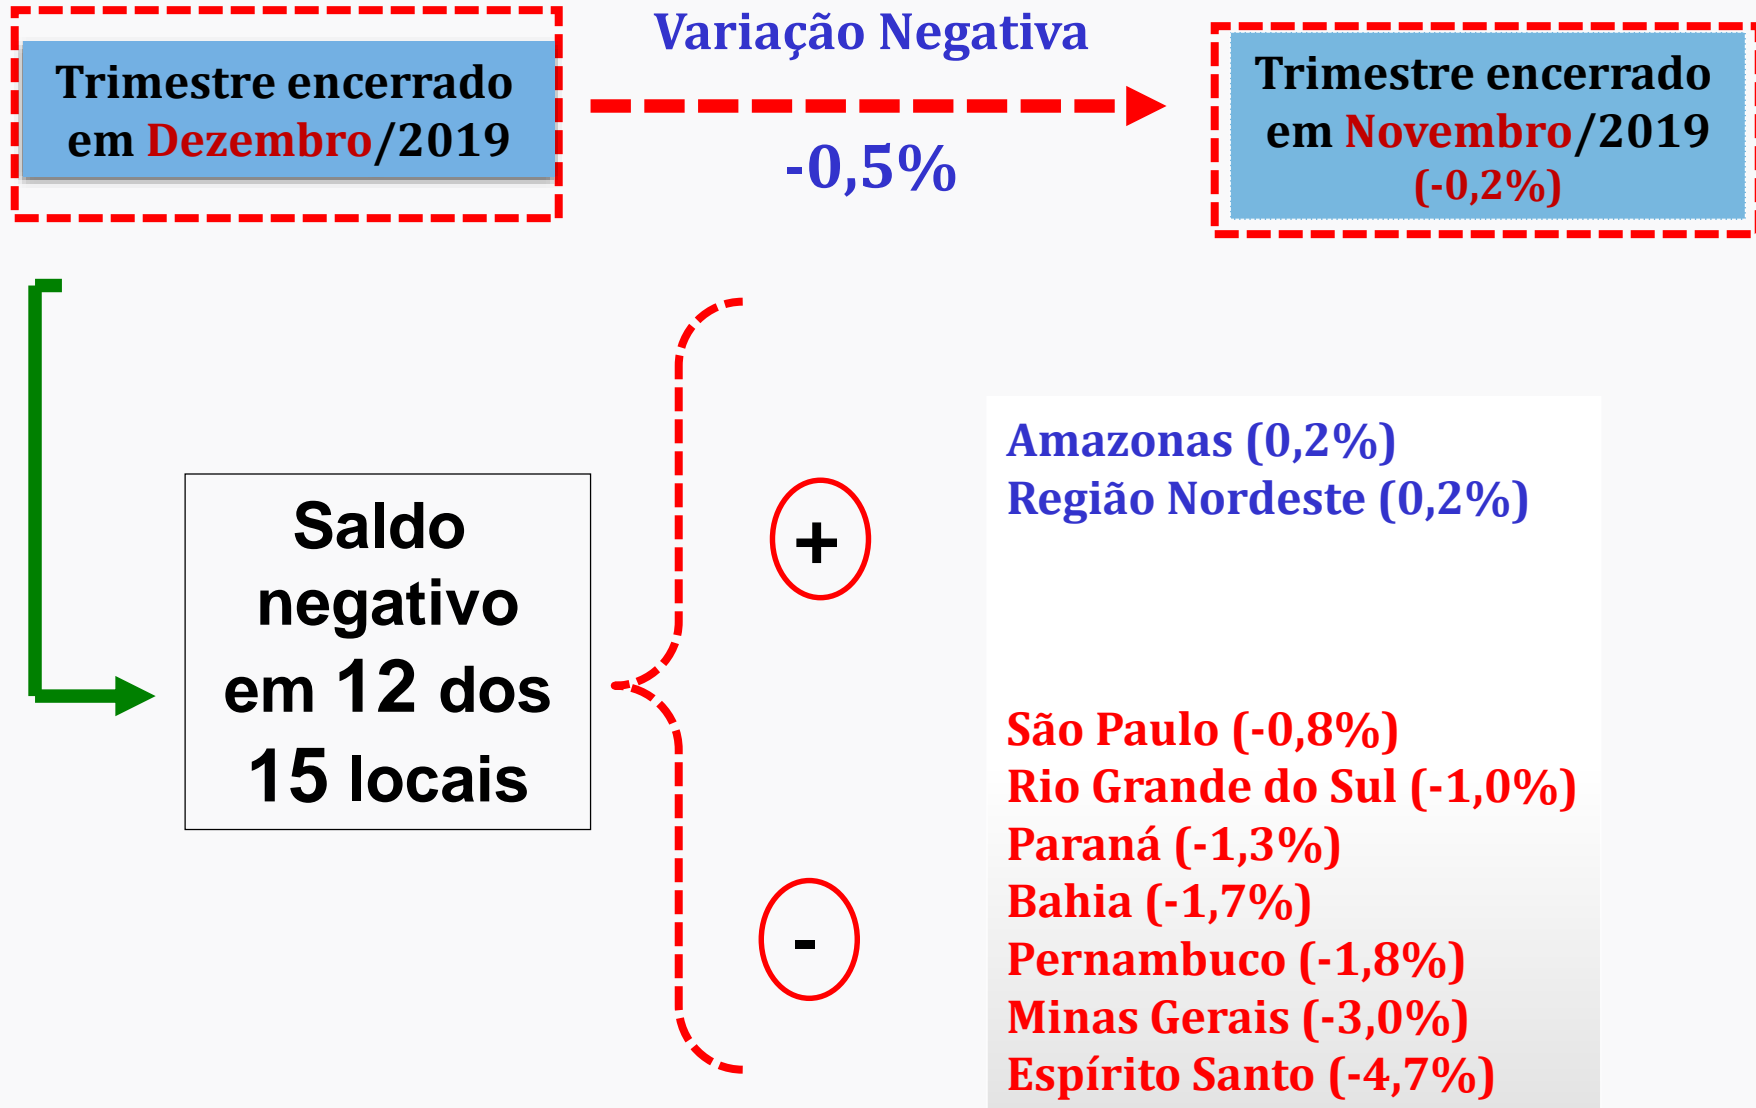 Trimestre encerrado
em Dezembro/2019
Variação Negativa
-0,5%
Trimestre encerrado
em Novembro/2019
(-0,2%)
Saldo
negativo
em 12 dos
15 locais
+
Amazonas (0,2%)
Região Nordeste (0,2%)
-
São Paulo (-0,8%)
Rio Grande do Sul (-1,0%)
Paraná (-1,3%)
Bahia (-1,7%)
Pernambuco (-1,8%)
Minas Gerais (-3,0%)
Espírito Santo (-4,7%)